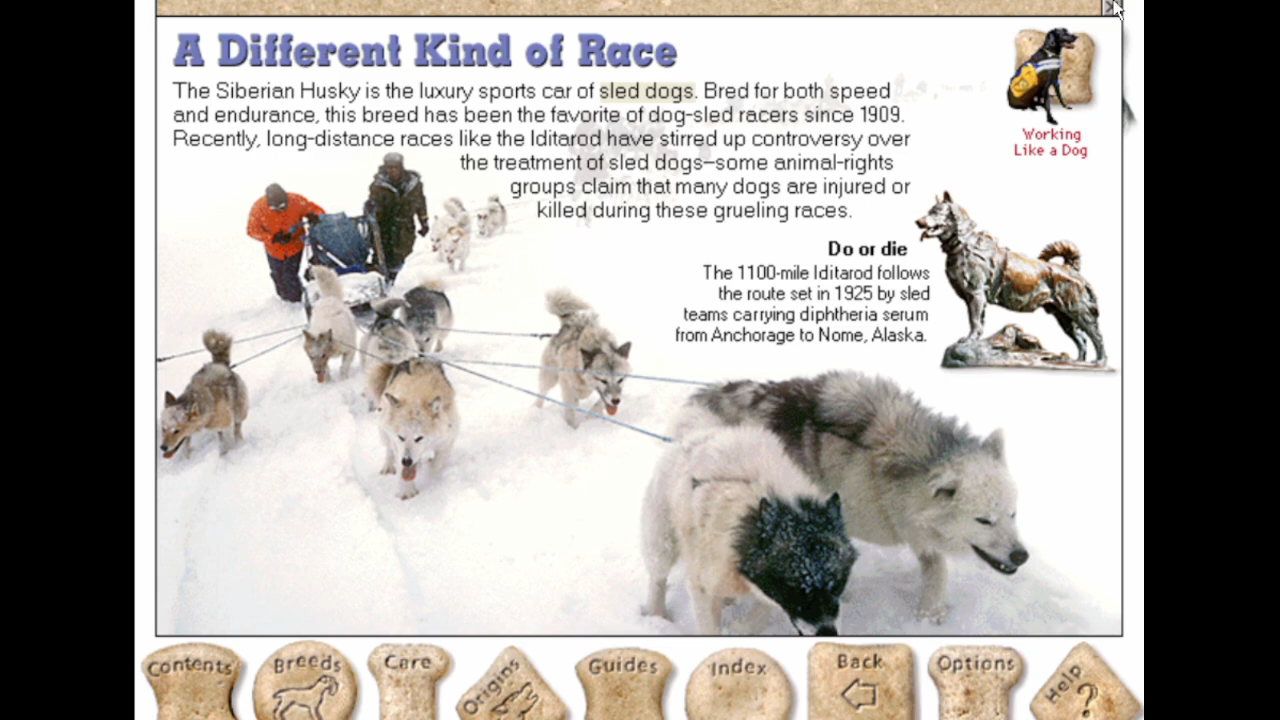 A Different Kind of Race
The Siberian Husky is the luxury sports car of sled dogs. Bred for both speed
and endurance, this breed has been the favorite of dog-sled racers since 1909.
Recently, long-distance races like the Iditarod have stirred up controversy over
the treatment of sled dogs–some animal-rights
groups claim that many dogs are injured or
killed during these grueling races.
Working
Like a Dog
Do or die
The 1100-mile Iditarod follows
the route set in 1925 by sled
teams carrying diphtheria serum
from Anchorage to Nome, Alaska.
Contents
Breeds
Care
Origins
Guides
Index
Back
Options
Help
?